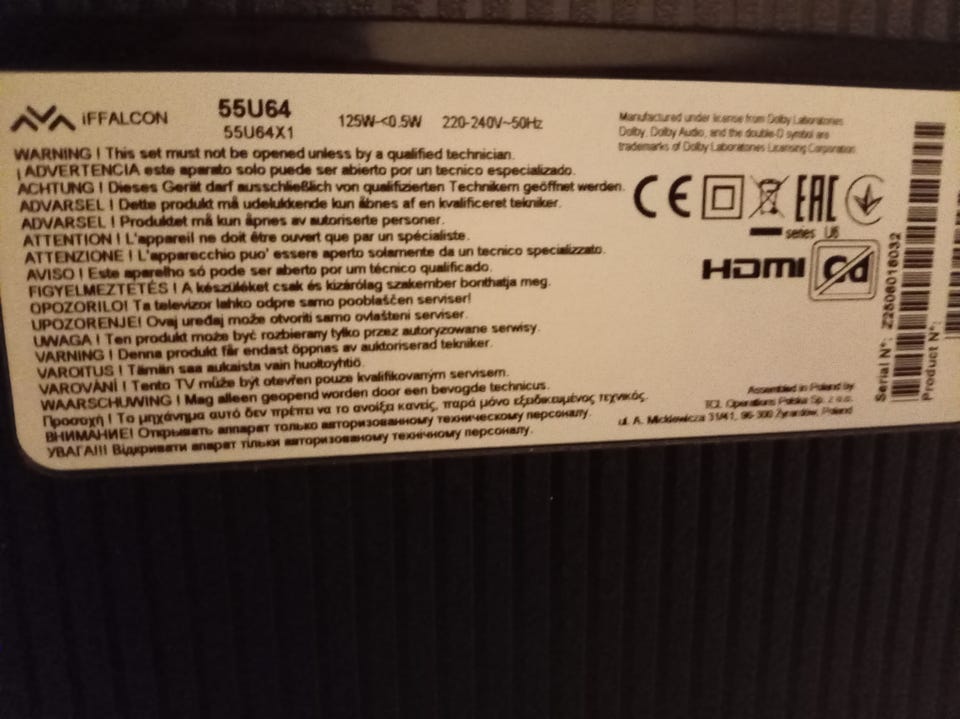 iFFALCON
55U64
55U64X1
125W-<0.5W
220-240V~50Hz
Manufactured under license from Dolby Laboratories.
Dolby, Dolby Audio, and the double-D symbol are
trademarks of Dolby Laboratories Licensing Corporation.
WARNING ! This set must not be opened unless by a qualified technician.
¡ ADVERTENCIA este aparato solo puede ser abierto por un tecnico especializado.
ACHTUNG ! Dieses Gerät darf ausschließlich von qualifizierten Technikern geöffnet werden.
ADVARSEL ! Dette produkt må udelukkende kun åbnes af en kvalificeret tekniker.
ADVARSEL ! Produktet må kun åpnes av autoriserte personer.
ATTENTION ! L'appareil ne doit être ouvert que par un spécialiste.
ATTENZIONE ! L'apparecchio puo' essere aperto solamente da un tecnico specializzato.
AVISO ! Este aparelho só pode ser aberto por um técnico qualificado.
FIGYELMEZTETÉS ! A készüléket csak és kizárólag szakember bonthatja meg.
OPOZORILO! Ta televizor lahko odpre samo pooblaščen serviser!
UPOZORENJE! Ovaj uređaj može otvoriti samo ovlašteni serviser.
UWAGA ! Ten produkt może być rozbierany tylko przez autoryzowane serwisy.
VARNING ! Denna produkt får endast öppnas av auktoriserad tekniker.
VAROITUS ! Tämän saa aukaista vain huoltoyhtiö.
VAROVÁNÍ ! Tento TV může být otevřen pouze kvalifikovaným servisem.
WAARSCHUWING ! Mag alleen geopend worden door een bevogde technicus.
Προσοχή ! Το μηχάνημα αυτό δεν πρέπει να το ανοίξα κανείς, παρά μόνο εξειδικευμένος τεχνικός.
ВНИМАНИЕ! Открывать аппарат только авторизованному техническому персоналу.
УВАГА!!! Відкривати апарат тільки авторизованому технічному персоналу.
CE
EAC
series U6
HDMI
Cd Pb
Assembled in Poland by
TCL Operations Polska Sp. z o.o.
ul. A. Mickiewicza 31/41, 96-300 Żyrardów, Poland
Serial N°:
Product N°: